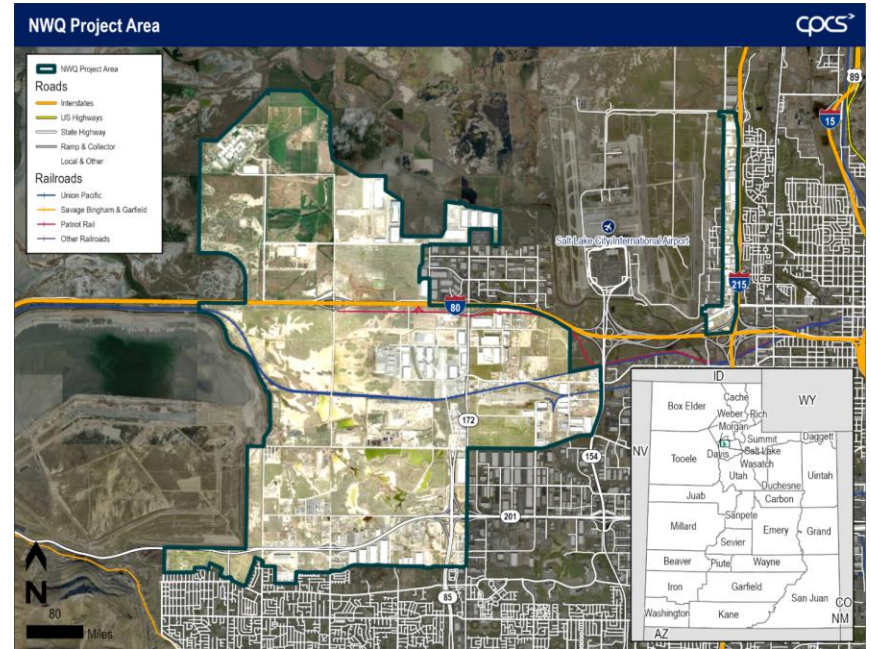 NWQ Project Area
cpcs
NWQ Project Area
Roads
Interstates
US Highways
State Highway
Ramp & Collector
Local & Other
Railroads
Union Pacific
Savage Bingham & Garfield
Patriot Rail
Other Railroads
89
15
Salt Lake City International Airport
215
80
172
154
201
85
N
80
Miles
ID
WY
Cache
Box Elder
Weber
Rich
Morgan
Summit
Daggett
NV
Tooele
Davis
Salt Lake
Wasatch
Utah
Duchesne
Uintah
Juab
Carbon
Sanpete
Millard
Emery
Grand
Sevier
Beaver
Piute
Wayne
Iron
Garfield
San Juan
Washington
Kane
CO
NM
AZ